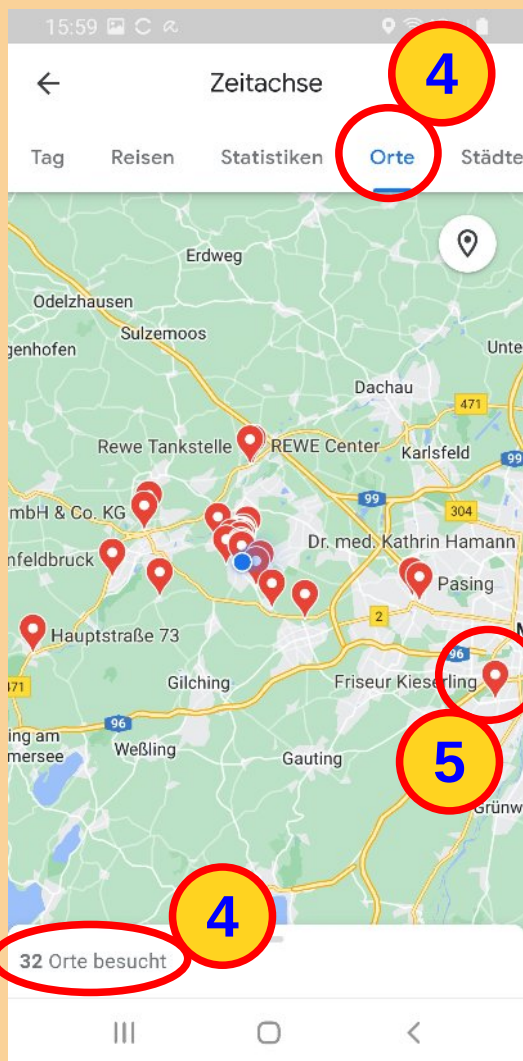 15:59
Zeitachse
4
Tag Reisen Statistiken Orte Städte
Erdweg
Odelzhausen
Sulzemoos
genhofen
Unte
Dachau
471
Rewe Tankstelle REWE Center
Karlsfeld
99
99
mbH & Co. KG
304
Dr. med. Kathrin Hamann
nfeldbruck
Pasing
2
Hauptstraße 73
M
96
471
Gilching
Friseur Kieserling
96
ing am
mersee
Weßling
Gauting
5
Grünw
4
32 Orte besucht